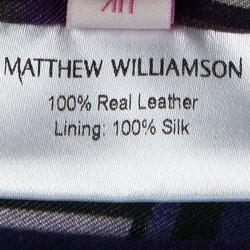 MATTHEW WILLIAMSON
100% Real Leather
Lining: 100% Silk